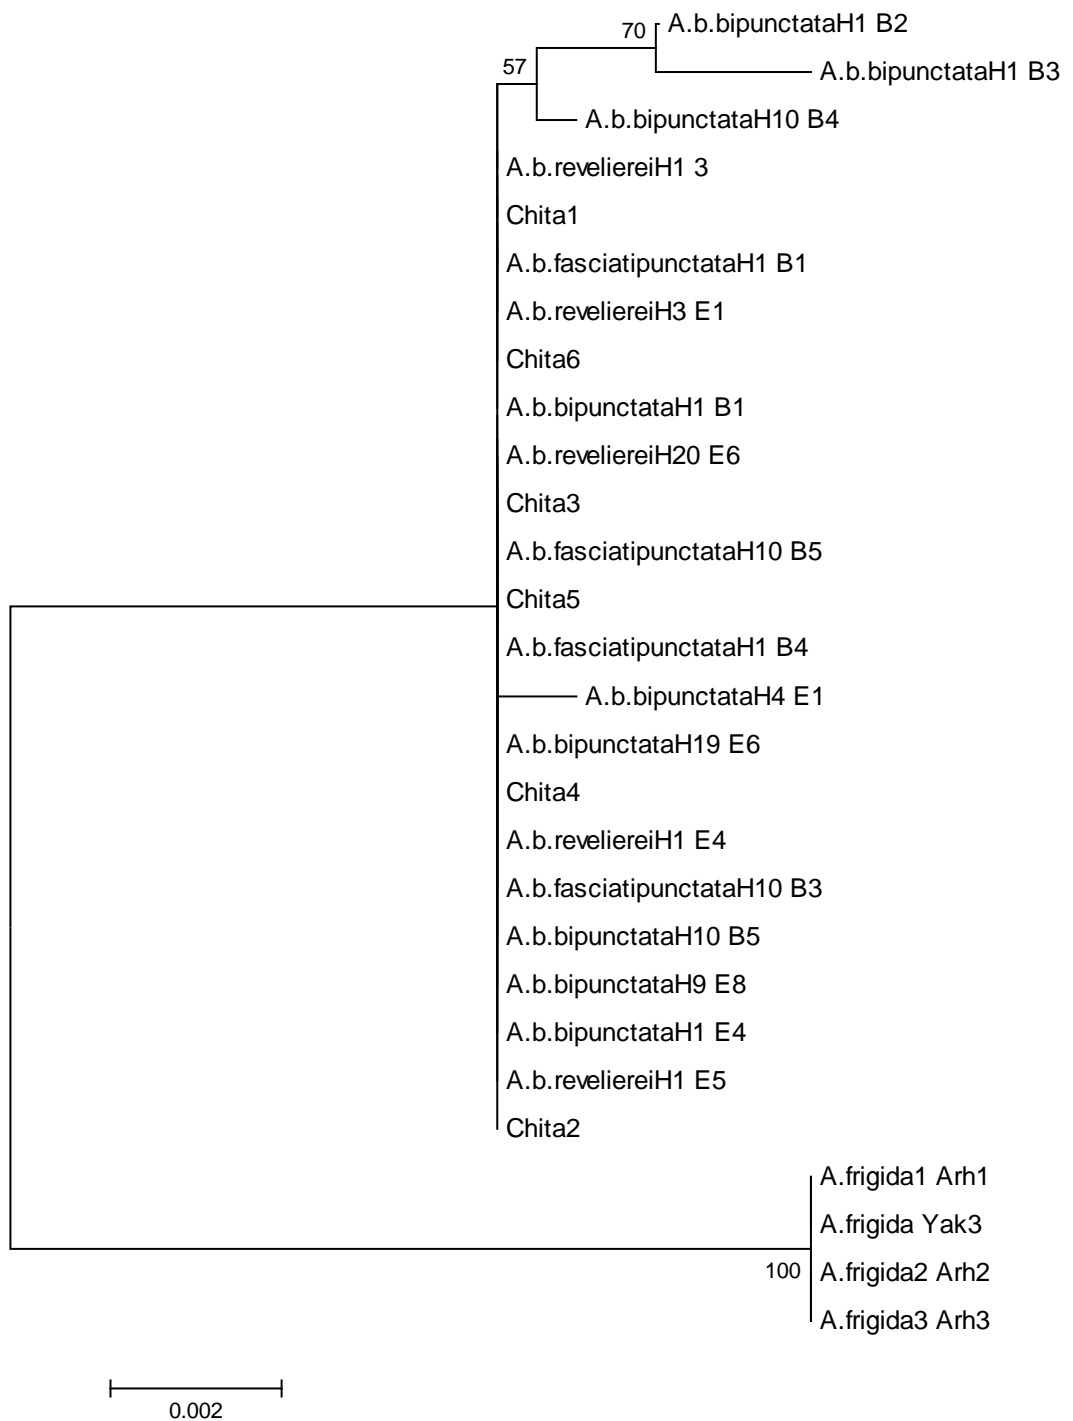 70
A.b.bipunctataH1 B2
57
A.b.bipunctataH1 B3
A.b.bipunctataH10 B4
A.b.reveliereiH1 3
Chita1
A.b.fasciatipunctataH1 B1
A.b.reveliereiH3 E1
Chita6
A.b.bipunctataH1 B1
A.b.reveliereiH20 E6
Chita3
A.b.fasciatipunctataH10 B5
Chita5
A.b.fasciatipunctataH1 B4
A.b.bipunctataH4 E1
A.b.bipunctataH19 E6
Chita4
A.b.reveliereiH1 E4
A.b.fasciatipunctataH10 B3
A.b.bipunctataH10 B5
A.b.bipunctataH9 E8
A.b.bipunctataH1 E4
A.b.reveliereiH1 E5
Chita2
A.frigida1 Arh1
A.frigida Yak3
100
A.frigida2 Arh2
A.frigida3 Arh3
0.002